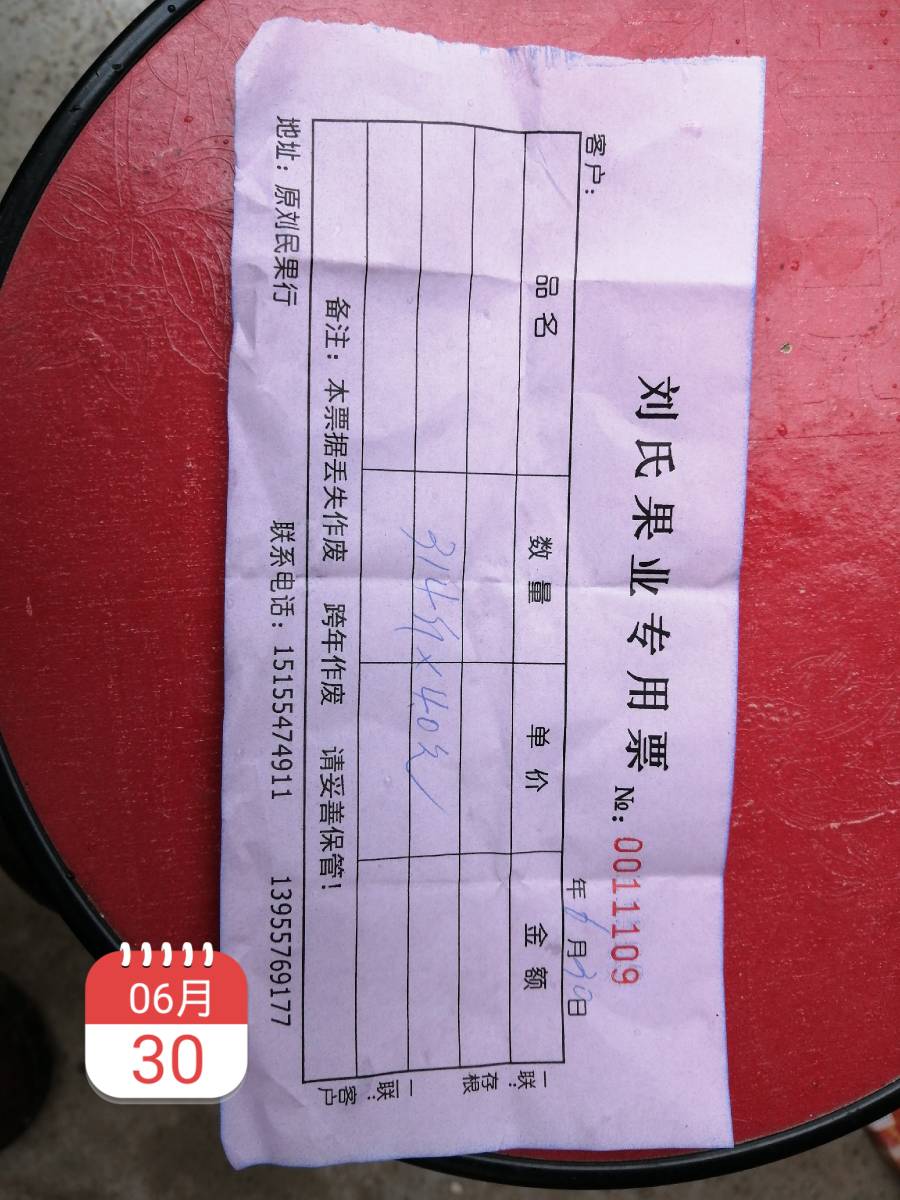 刘氏果业专用票 №: 0011109
客户: 年6月30日
品名 数量 单价 金额
314斤×4.0元
备注: 本票据丢失作废 跨年作废 请妥善保管!
地址: 原刘民果行 联系电话: 15155474911 13955769177
一联: 存根
二联: 客户
06月
30